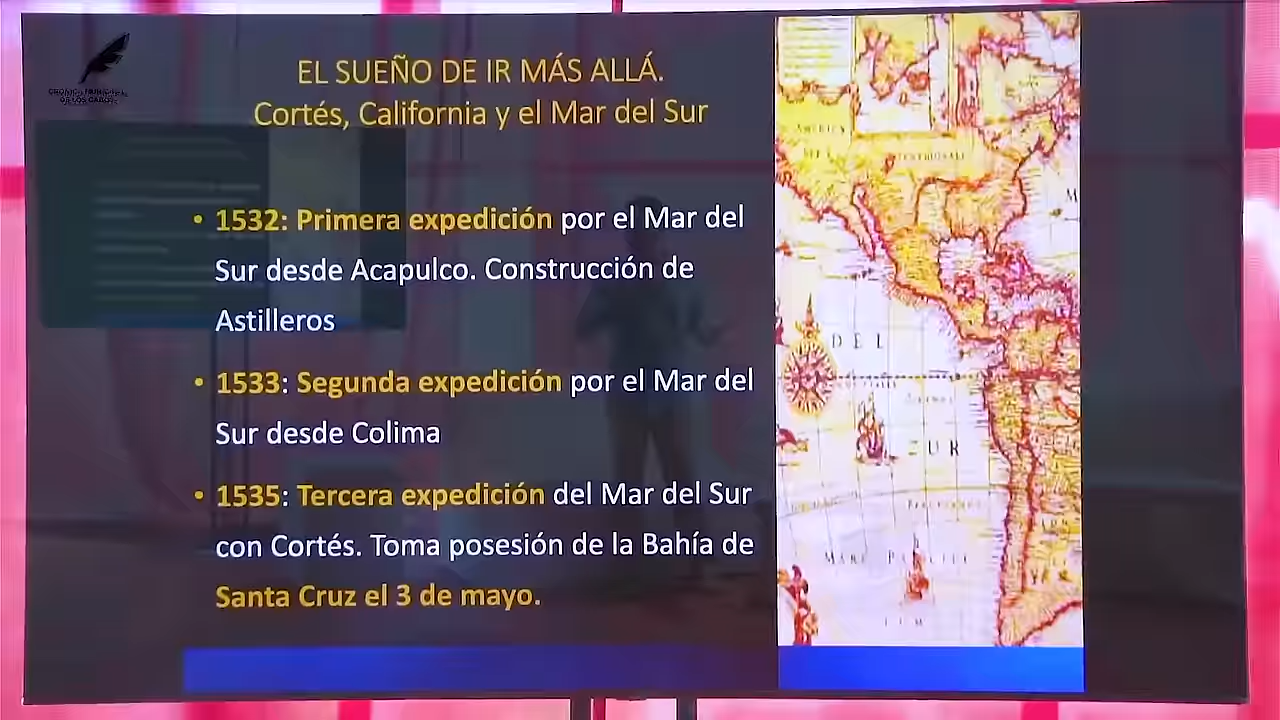 EL SUEÑO DE IR MÁS ALLÁ.
Cortés, California y el Mar del Sur
• 1532: Primera expedición por el Mar del
Sur desde Acapulco. Construcción de
Astilleros
• 1533: Segunda expedición por el Mar del
Sur desde Colima
• 1535: Tercera expedición del Mar del Sur
con Cortés. Toma posesión de la Bahía de
Santa Cruz el 3 de mayo.
DEL